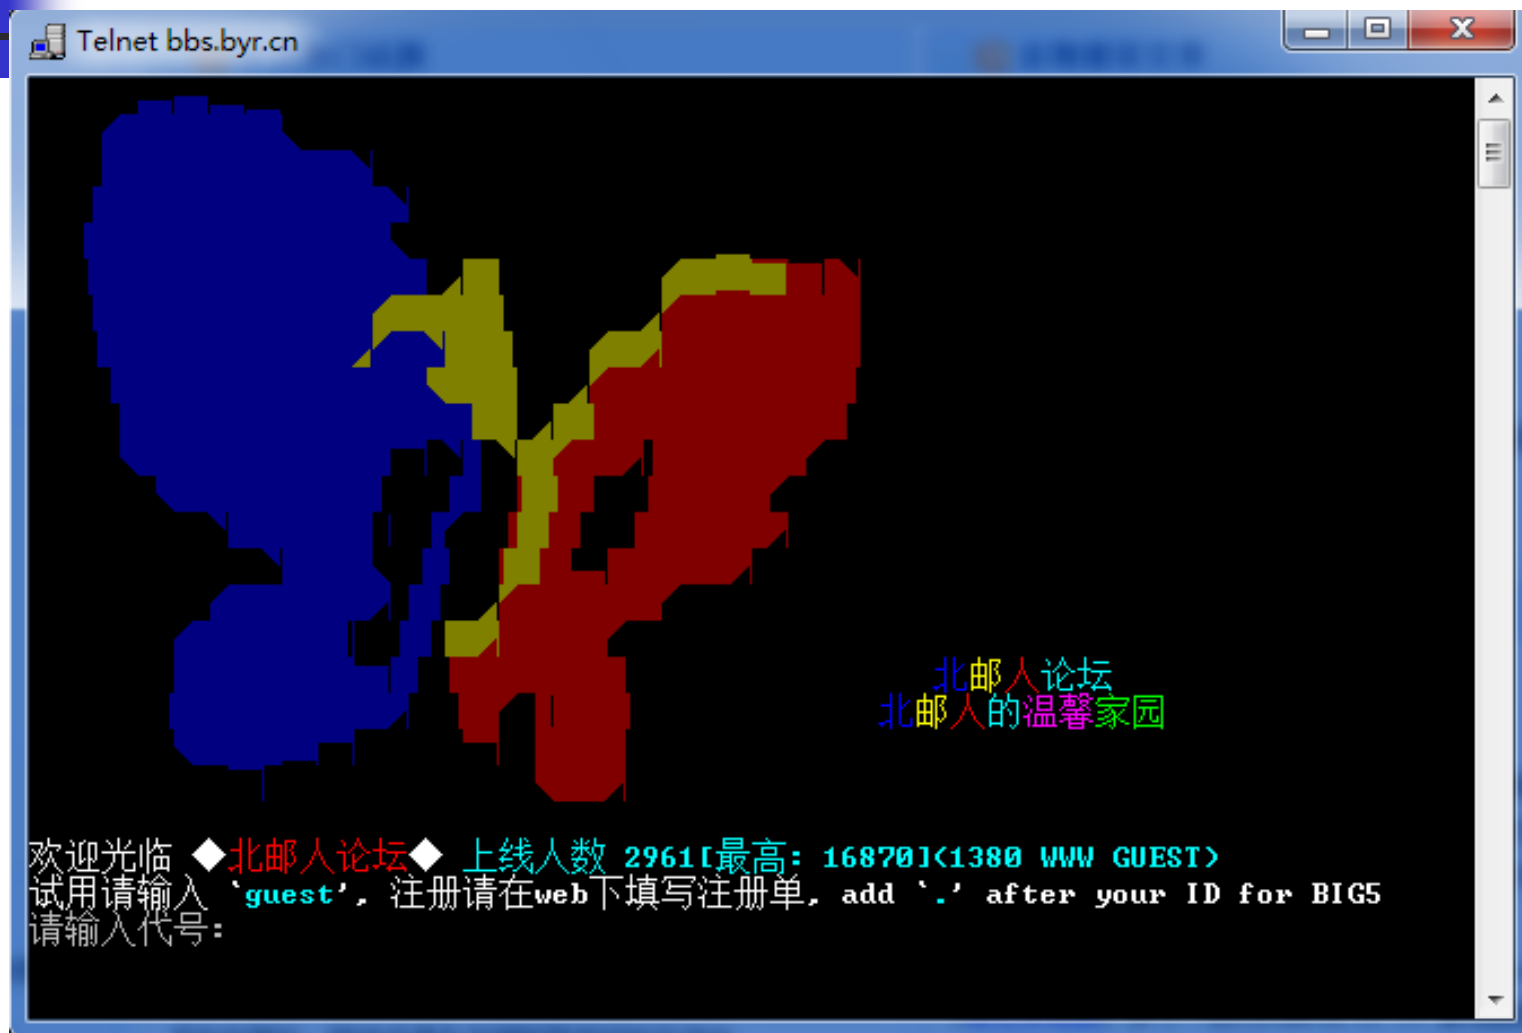 Telnet bbs.byr.cn
北邮人论坛
北邮人的温馨家园
欢迎光临 ◆北邮人论坛◆ 上线人数 2961[最高: 16870](1380 WWW GUEST)
试用请输入 `guest', 注册请在web下填写注册单, add `.' after your ID for BIG5
请输入代号: